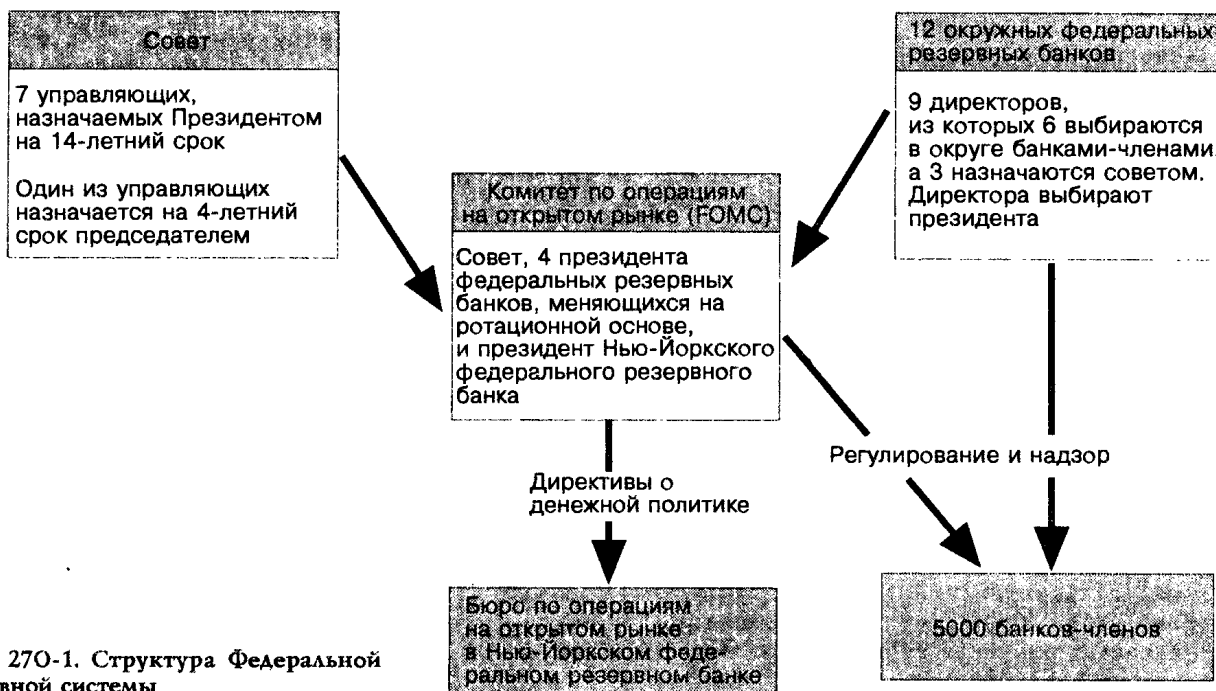 Совет
7 управляющих,
назначаемых Президентом
на 14-летний срок
Один из управляющих
назначается на 4-летний
срок председателем
12 окружных федеральных
резервных банков
9 директоров,
из которых 6 выбираются
в округе банками-членами,
а 3 назначаются советом.
Директора выбирают
президента
Комитет по операциям
на открытом рынке (FOMC)
Совет, 4 президента
федеральных резервных
банков, меняющихся на
ротационной основе,
и президент Нью-Йоркского
федерального резервного
банка
Регулирование и надзор
Директивы о
денежной политике
Бюро по операциям
на открытом рынке
в Нью-Йоркском феде-
ральном резервном банке
5000 банков-членов
270-1. Структура Федеральной
вной системы